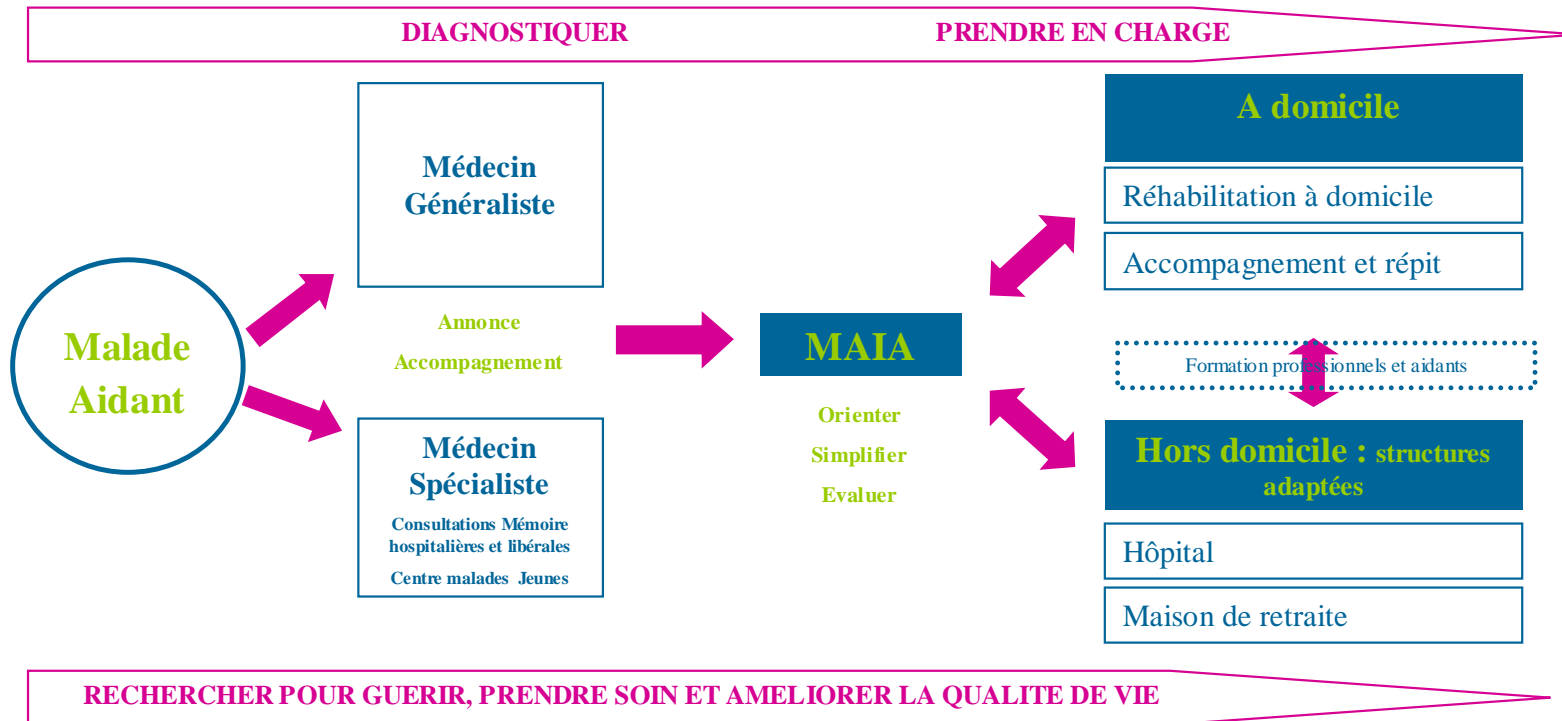 DIAGNOSTIQUER
PRENDRE EN CHARGE
Malade
Aidant
Médecin
Généraliste
Annonce
Accompagnement
Médecin
Spécialiste
Consultations Mémoire
hospitalières et libérales
Centre malades Jeunes
MAIA
Orienter
Simplifier
Evaluer
A domicile
Réhabilitation à domicile
Accompagnement et répit
Formation professionnels et aidants
Hors domicile : structures
adaptées
Hôpital
Maison de retraite
RECHERCHER POUR GUERIR, PRENDRE SOIN ET AMELIORER LA QUALITE DE VIE